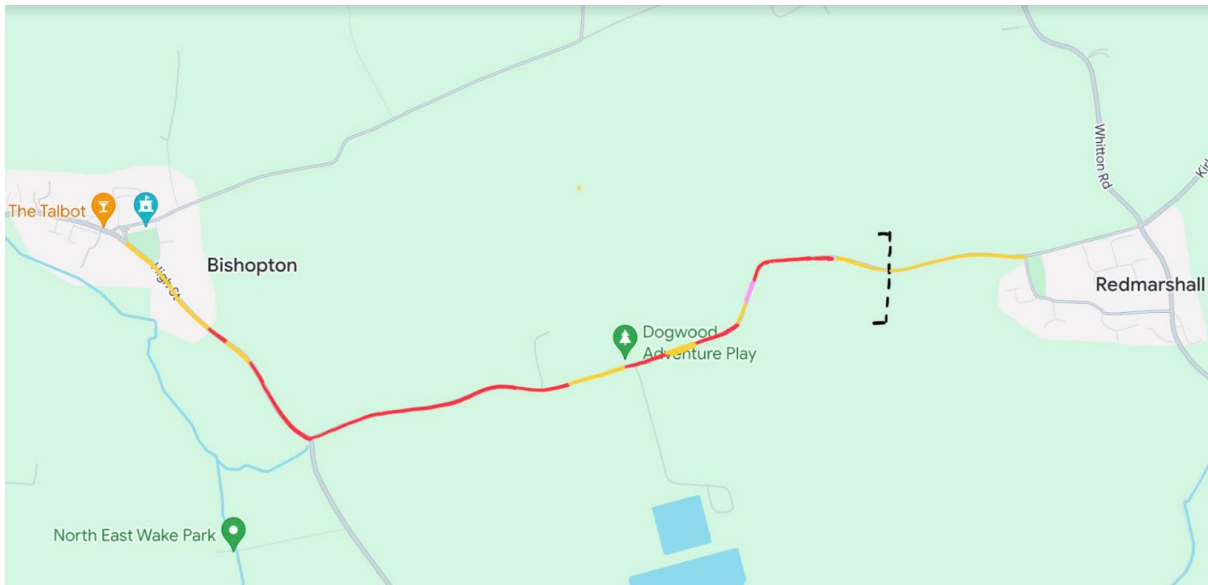 Whitton Rd
The Talbot
High St
Bishopton
Redmarshall
Dogwood
Adventure Play
North East Wake Park